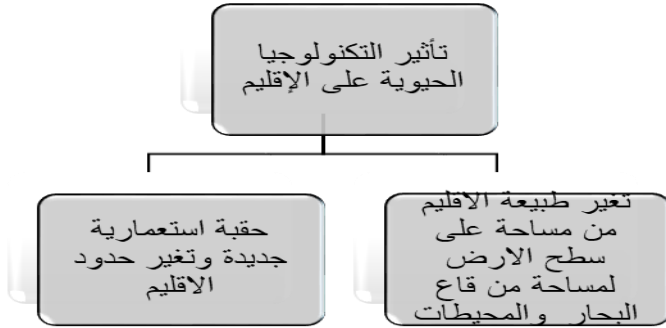 تأثير التكنولوجيا
الحيوية على الإقليم
تغير طبيعة الاقليم
من مساحة على
سطح الارض
لمساحة من قاع
البحار والمحيطات
حقبة استعمارية
جديدة وتغير حدود
الاقليم